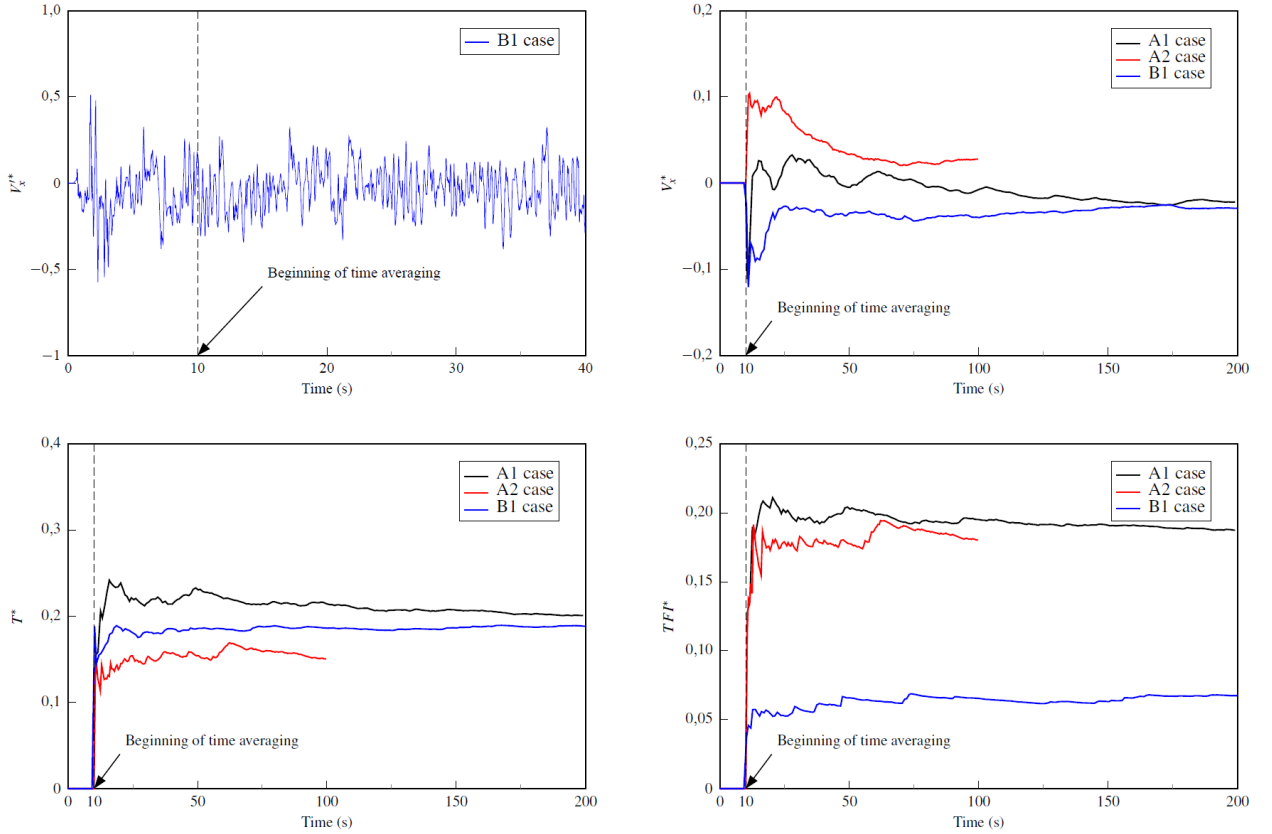 1,0
0,5
0
−0,5
−1
V′*x
B1 case
Beginning of time averaging
0
10
20
30
40
Time (s)
0,2
0,1
0
−0,1
−0,2
V*x
A1 case
A2 case
B1 case
Beginning of time averaging
0
10
50
100
150
200
Time (s)
0,4
0,3
0,2
0,1
0
T*
A1 case
A2 case
B1 case
Beginning of time averaging
0
10
50
100
150
200
Time (s)
0,25
0,20
0,15
0,10
0,05
0
TFI*
A1 case
A2 case
B1 case
Beginning of time averaging
0
10
50
100
150
200
Time (s)